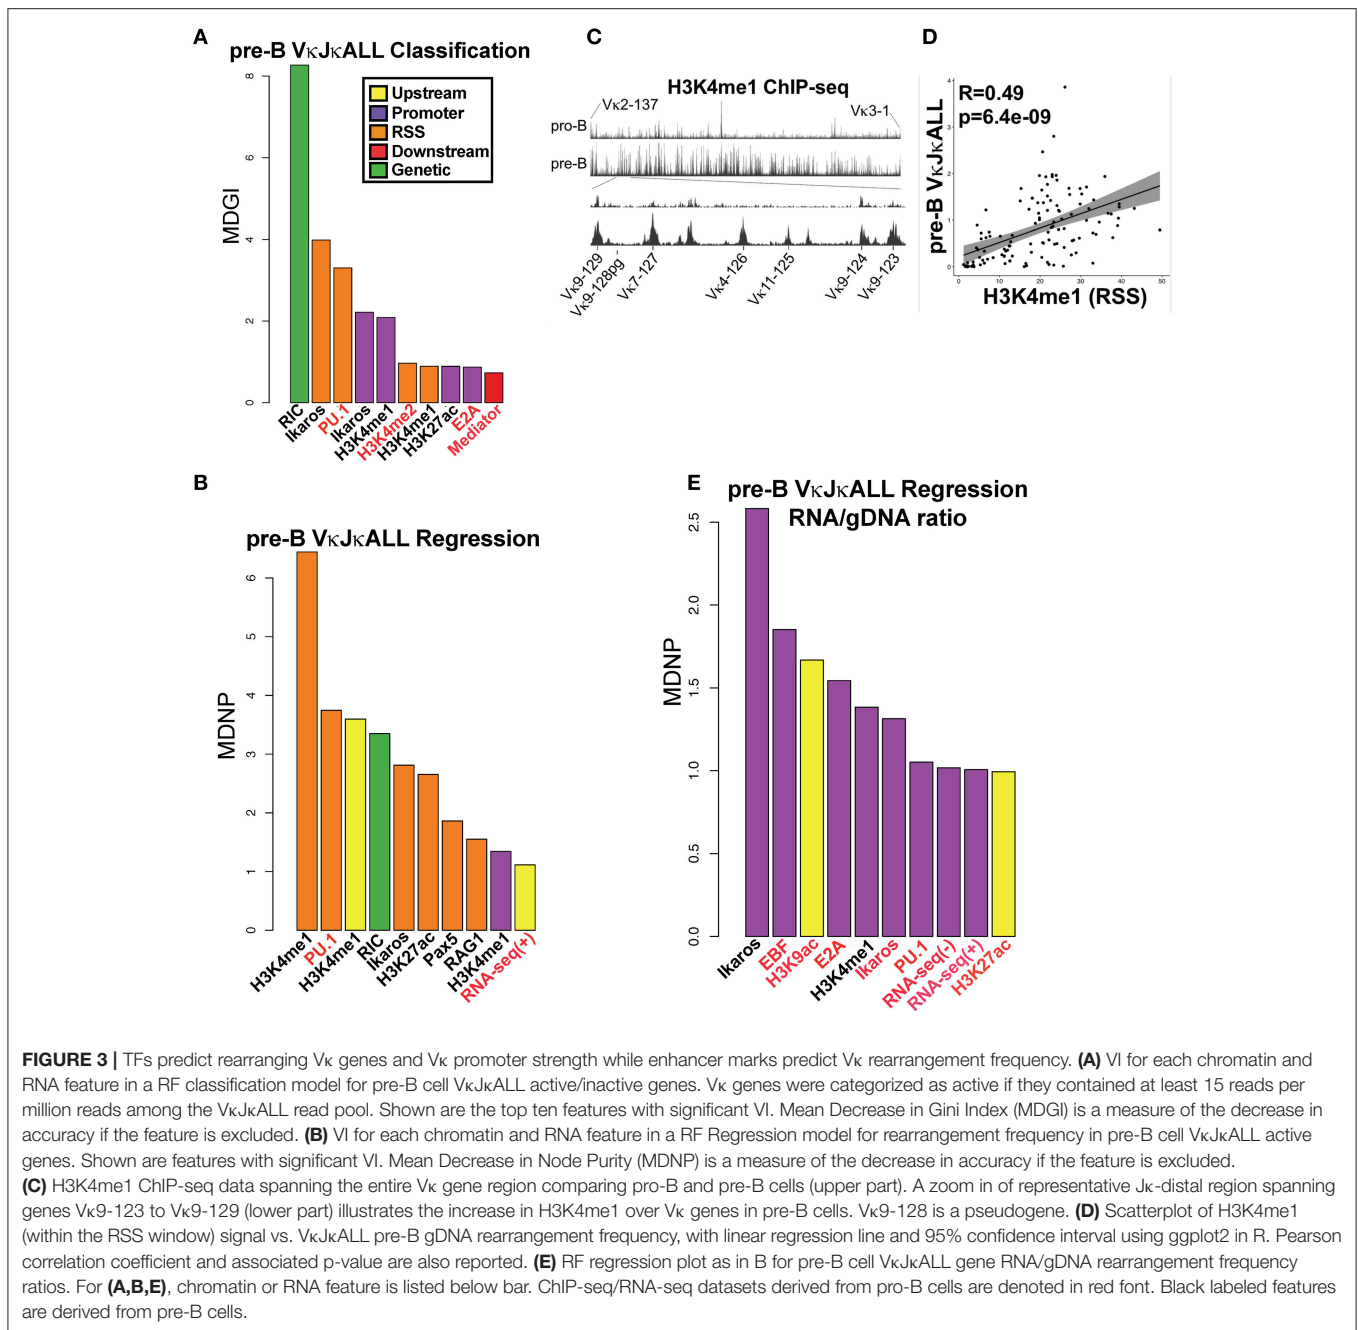 A
pre-B VκJκALL Classification
MDGI
0
2
4
6
8
Upstream
Promoter
RSS
Downstream
Genetic
RIC
Ikaros
PU.1
Ikaros
H3K4me1
H3K4me2
H3K4me1
H3K27ac
E2A
Mediator
C
H3K4me1 ChIP-seq
Vκ2-137
Vκ3-1
pro-B
pre-B
Vκ9-129
Vκ9-128pg
Vκ7-127
Vκ4-126
Vκ11-125
Vκ9-124
Vκ9-123
D
R=0.49
p=6.4e-09
pre-B VκJκALL
0
1
2
3
4
0
10
20
30
40
50
H3K4me1 (RSS)
B
pre-B VκJκALL Regression
MDNP
0
1
2
3
4
5
6
H3K4me1
PU.1
H3K4me1
RIC
Ikaros
H3K27ac
Pax5
RAG1
H3K4me1
RNA-seq(+)
E
pre-B VκJκALL Regression
RNA/gDNA ratio
MDNP
0.0
0.5
1.0
1.5
2.0
2.5
Ikaros
EBF
H3K9ac
E2A
H3K4me1
Ikaros
PU.1
RNA-seq(-)
RNA-seq(+)
H3K27ac
FIGURE 3 | TFs predict rearranging Vκ genes and Vκ promoter strength while enhancer marks predict Vκ rearrangement frequency. (A) VI for each chromatin and
RNA feature in a RF classification model for pre-B cell VκJκALL active/inactive genes. Vκ genes were categorized as active if they contained at least 15 reads per
million reads among the VκJκALL read pool. Shown are the top ten features with significant VI. Mean Decrease in Gini Index (MDGI) is a measure of the decrease in
accuracy if the feature is excluded. (B) VI for each chromatin and RNA feature in a RF Regression model for rearrangement frequency in pre-B cell VκJκALL active
genes. Shown are features with significant VI. Mean Decrease in Node Purity (MDNP) is a measure of the decrease in accuracy if the feature is excluded.
(C) H3K4me1 ChIP-seq data spanning the entire Vκ gene region comparing pro-B and pre-B cells (upper part). A zoom in of representative Jκ-distal region spanning
genes Vκ9-123 to Vκ9-129 (lower part) illustrates the increase in H3K4me1 over Vκ genes in pre-B cells. Vκ9-128 is a pseudogene. (D) Scatterplot of H3K4me1
(within the RSS window) signal vs. VκJκALL pre-B gDNA rearrangement frequency, with linear regression line and 95% confidence interval using ggplot2 in R. Pearson
correlation coefficient and associated p-value are also reported. (E) RF regression plot as in B for pre-B cell VκJκALL gene RNA/gDNA rearrangement frequency
ratios. For (A,B,E), chromatin or RNA feature is listed below bar. ChIP-seq/RNA-seq datasets derived from pro-B cells are denoted in red font. Black labeled features
are derived from pre-B cells.